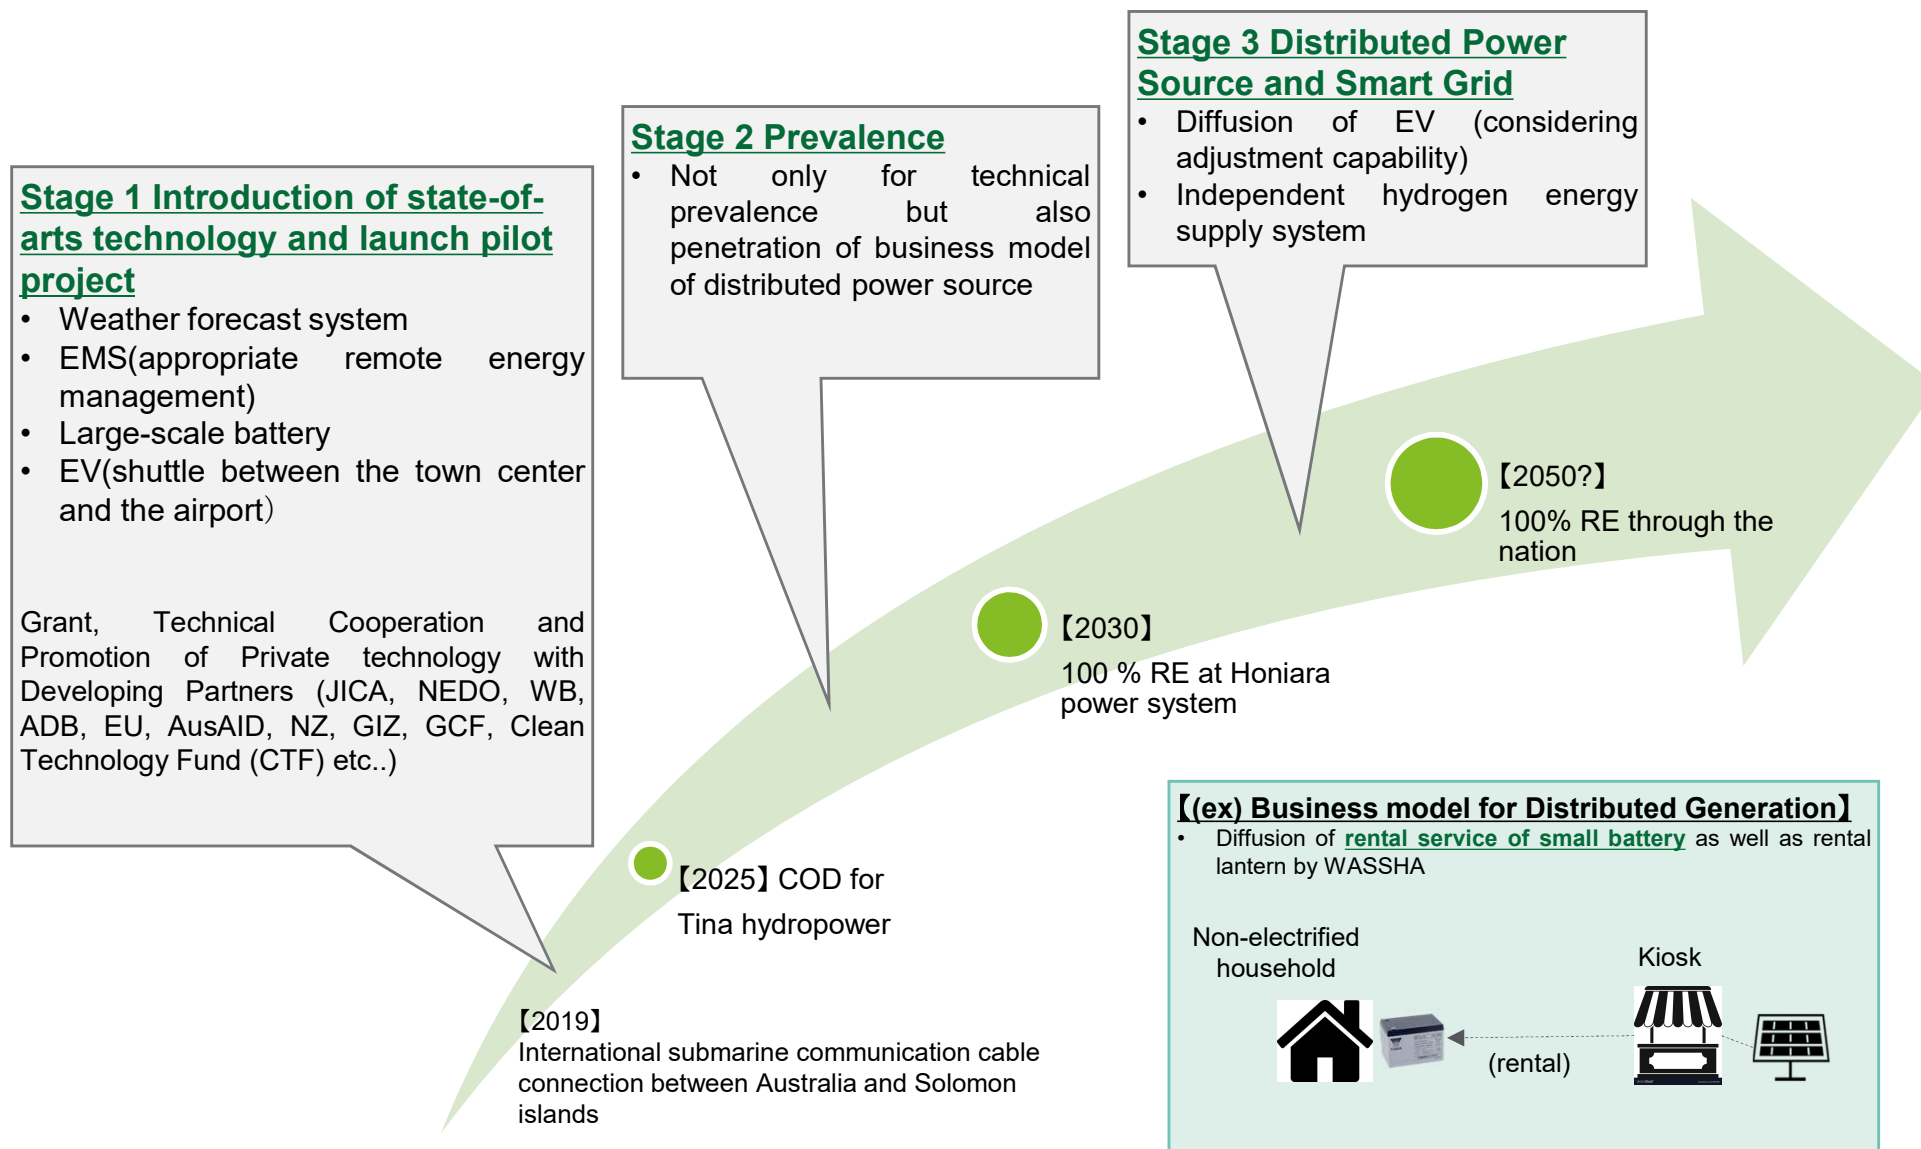 Stage 1 Introduction of state-of-
arts technology and launch pilot
project
• Weather forecast system
• EMS(appropriate remote energy
management)
• Large-scale battery
• EV(shuttle between the town center
and the airport）
Grant, Technical Cooperation and
Promotion of Private technology with
Developing Partners (JICA, NEDO, WB,
ADB, EU, AusAID, NZ, GIZ, GCF, Clean
Technology Fund (CTF) etc..)
Stage 2 Prevalence
• Not only for technical
prevalence but also
penetration of business model
of distributed power source
Stage 3 Distributed Power
Source and Smart Grid
• Diffusion of EV (considering
adjustment capability)
• Independent hydrogen energy
supply system
【2050?】
100% RE through the
nation
【2030】
100 % RE at Honiara
power system
【2025】 COD for
Tina hydropower
【2019】
International submarine communication cable
connection between Australia and Solomon
islands
【(ex) Business model for Distributed Generation】
• Diffusion of rental service of small battery as well as rental
lantern by WASSHA
Non-electrified
household
Kiosk
(rental)